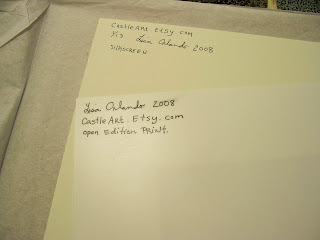 CastleArt.Etsy.com
Lisa Orlando 2008
SilkScreen
Lisa Orlando 2008
CastleArt.Etsy.com
open Edition Print.